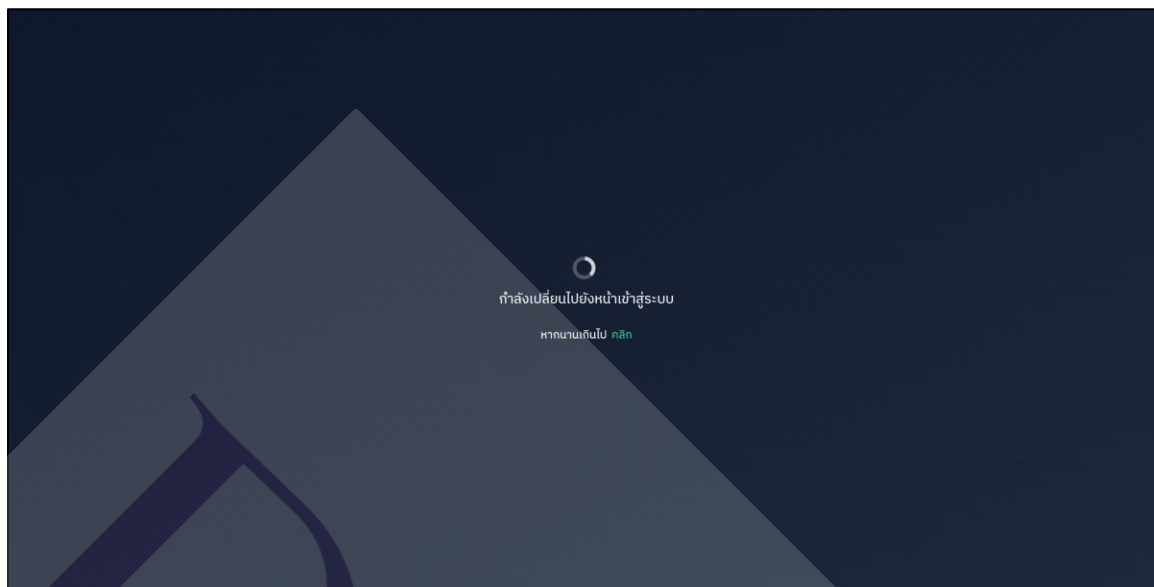 กำลังเปลี่ยนไปยังหน้าเข้าสู่ระบบ
หากนานเกินไป คลิก